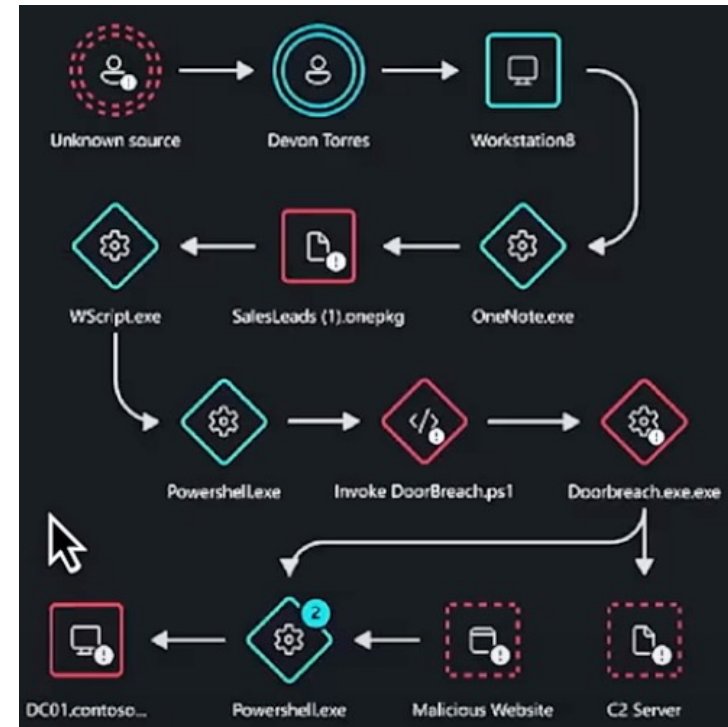 Unknown source
Devon Torres
Workstation8
WScript.exe
SalesLeads (1).onepkg
OneNote.exe
Powershell.exe
Invoke DoorBreach.ps1
Doorbreach.exe.exe
2
DC01.contoso...
Powershell.exe
Malicious Website
C2 Server